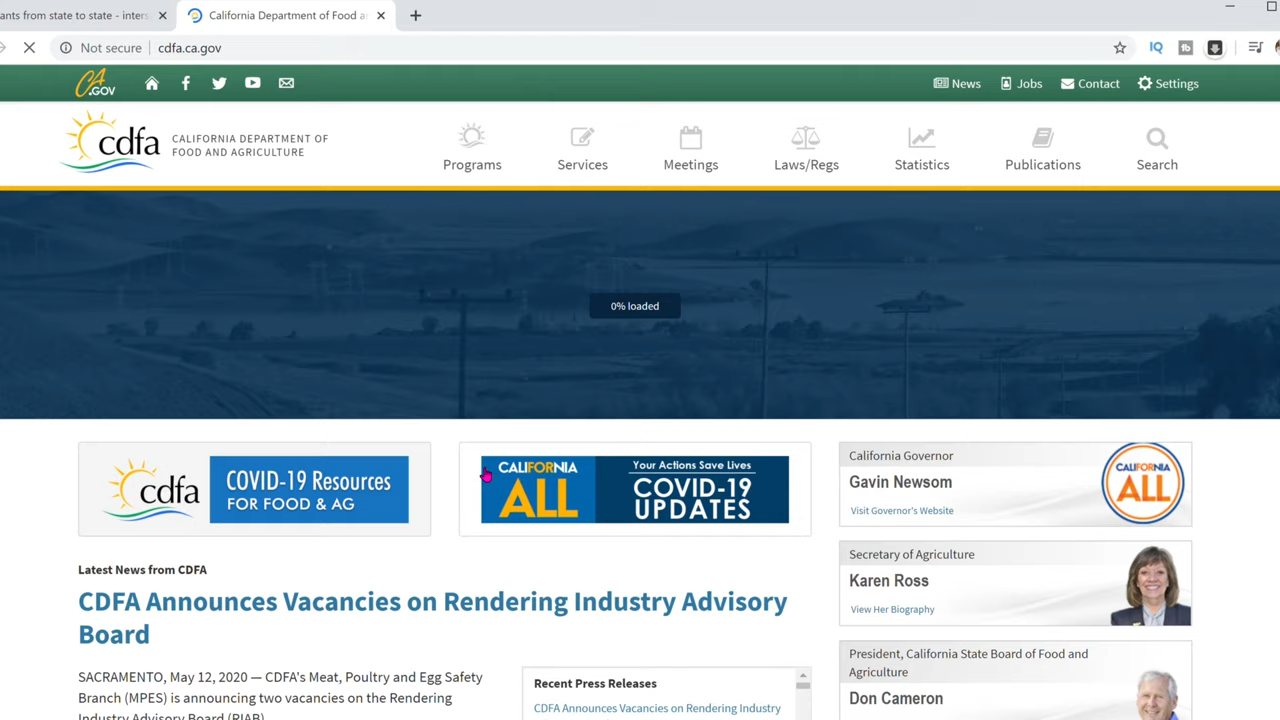 ants from state to state - inters
California Department of Food a
Not secure
cdfa.ca.gov
IQ
CA.GOV
News
Jobs
Contact
Settings
cdfa
CALIFORNIA DEPARTMENT OF
FOOD AND AGRICULTURE
Programs
Services
Meetings
Laws/Regs
Statistics
Publications
Search
0% loaded
cdfa
COVID-19 Resources
FOR FOOD & AG
CALIFORNIA
ALL
Your Actions Save Lives
COVID-19
UPDATES
California Governor
Gavin Newsom
Visit Governor's Website
CALIFORNIA
ALL
Latest News from CDFA
CDFA Announces Vacancies on Rendering Industry Advisory
Board
SACRAMENTO, May 12, 2020 — CDFA's Meat, Poultry and Egg Safety
Branch (MPES) is announcing two vacancies on the Rendering
Industry Advisory Board (RIAB)
Recent Press Releases
CDFA Announces Vacancies on Rendering Industry
Secretary of Agriculture
Karen Ross
View Her Biography
President, California State Board of Food and
Agriculture
Don Cameron